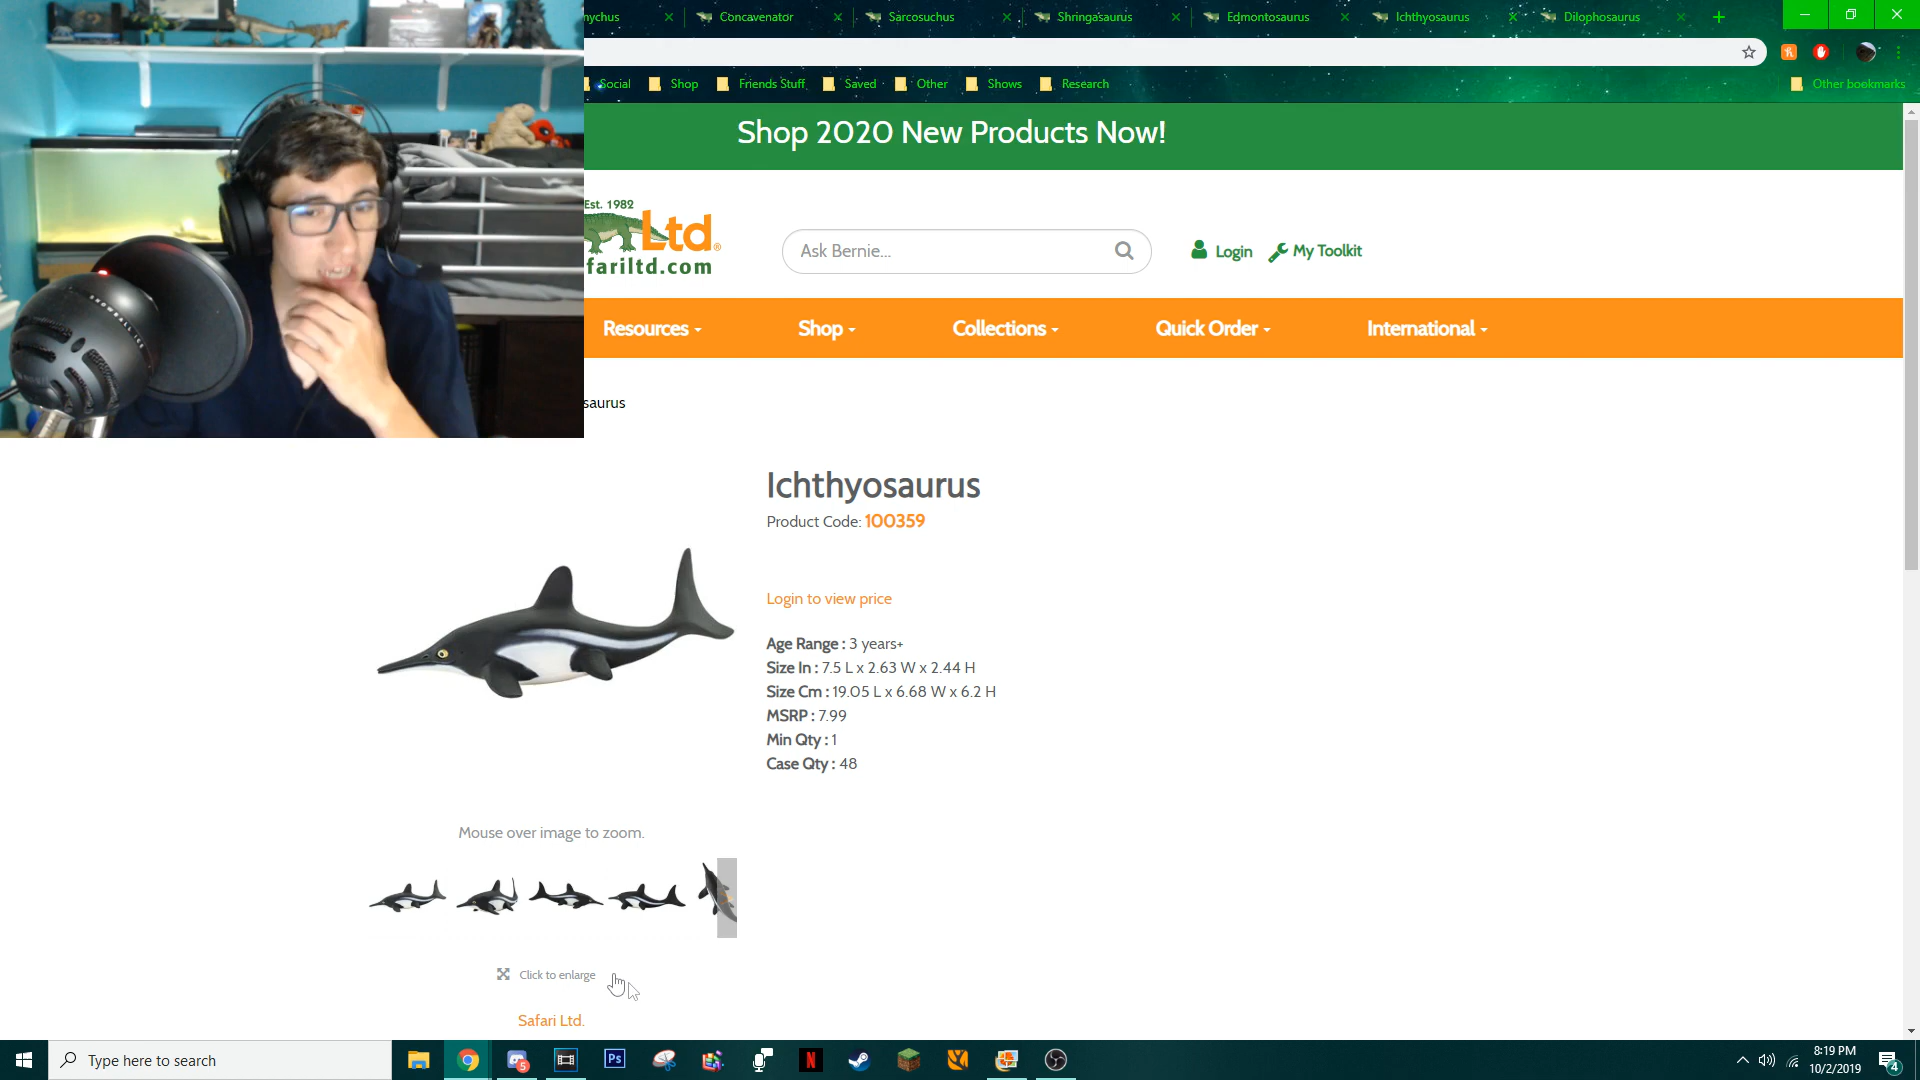 nychus
Concavenator
Sarcosuchus
Shringasaurus
Edmontosaurus
Ichthyosaurus
Dilophosaurus
Social
Shop
Friends Stuff
Saved
Other
Shows
Research
Other bookmarks
Shop 2020 New Products Now!
Est. 1982
Ltd®
fariltd.com
Ask Bernie...
Login
My Toolkit
Resources
Shop
Collections
Quick Order
International
saurus
SNOWBALL
Ichthyosaurus
Product Code: 100359
Login to view price
Age Range : 3 years+
Size In : 7.5 L x 2.63 W x 2.44 H
Size Cm : 19.05 L x 6.68 W x 6.2 H
MSRP : 7.99
Min Qty : 1
Case Qty : 48
Mouse over image to zoom.
Click to enlarge
Safari Ltd.
Type here to search
5
Ps
N
8:19 PM
10/2/2019
4